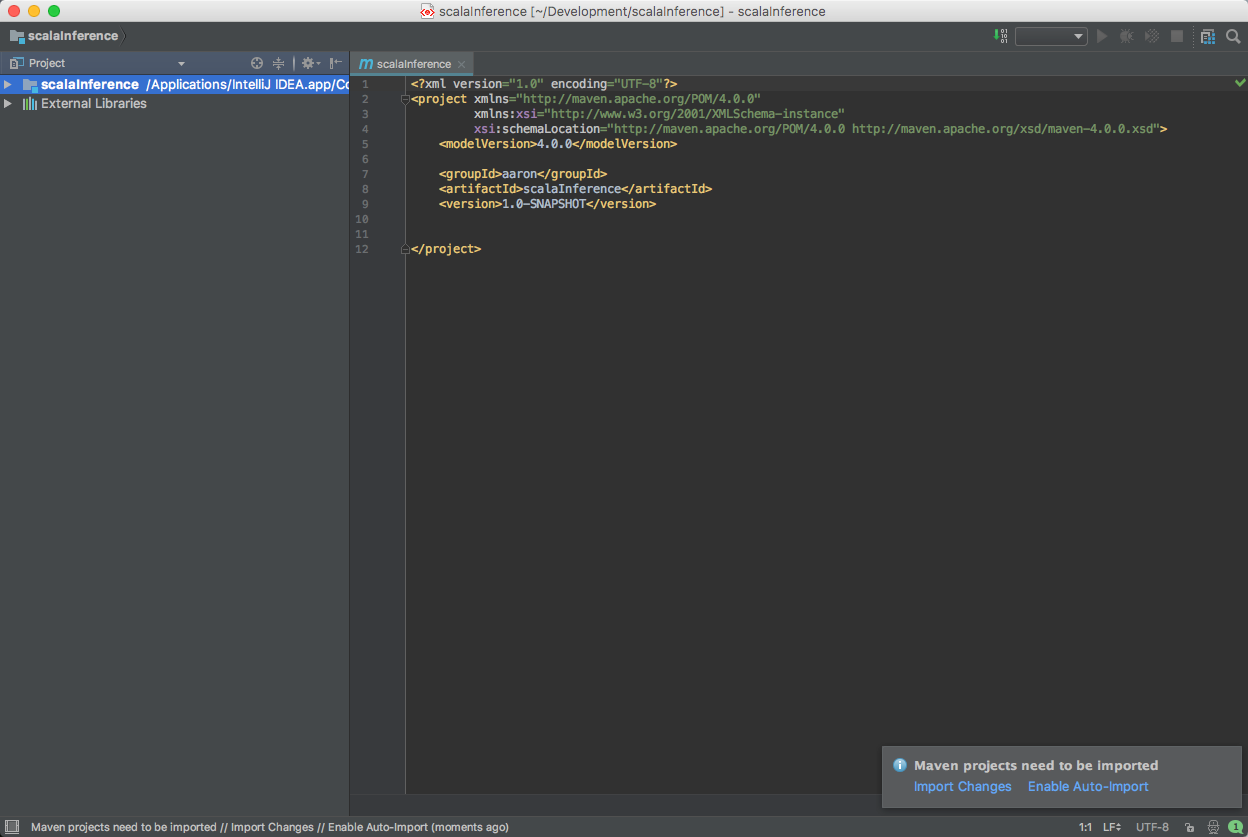 scalaInference [~/Development/scalaInference] - scalaInference
scalaInference
Project
scalaInference /Applications/IntelliJ IDEA.app/Co
External Libraries
scalaInference
1 <?xml version="1.0" encoding="UTF-8"?>
2 <project xmlns="http://maven.apache.org/POM/4.0.0"
3 xmlns:xsi="http://www.w3.org/2001/XMLSchema-instance"
4 xsi:schemaLocation="http://maven.apache.org/POM/4.0.0 http://maven.apache.org/xsd/maven-4.0.0.xsd">
5 <modelVersion>4.0.0</modelVersion>
6
7 <groupId>aaron</groupId>
8 <artifactId>scalaInference</artifactId>
9 <version>1.0-SNAPSHOT</version>
10
11
12 </project>
Maven projects need to be imported
Import Changes Enable Auto-Import
Maven projects need to be imported // Import Changes // Enable Auto-Import (moments ago) 1:1 LF UTF-8 1